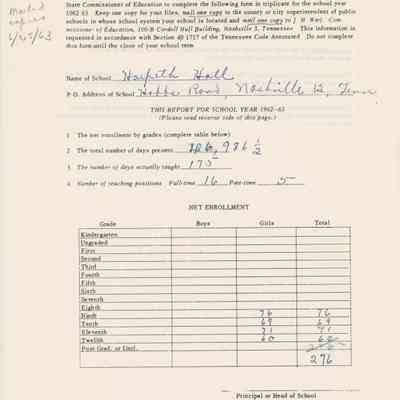 mailed
copies
6/25/63
State Commissioner of Education to complete the following form in triplicate for the school year
1962-63 Keep one copy for your files, mail one copy to the county or city superintendent of public
schools in whose school system your school is located and mail one copy to J H Warf, Com
missioner of Education, 100-B Cordell Hull Building, Nashville 3, Tennessee This information is
requested in accordance with Section 49 1717 of the Tennessee Code Annotated Do not complete
this form until the close of your school term
Name of School Harpeth Hall
P-O. Address of School Hobbs Road, Nashville 12, Tenn
THIS REPORT FOR SCHOOL YEAR 1962-63
(Please read reverse side of this page.)
1 The net enrollment by grades (complete table below)
2 The total number of days present 986 1/2
3 The number of days actually taught 175
4 Number of teaching positions Full-time 16 Part-time 5
NET ENROLLMENT
Grade Boys Girls Total
Kindergarten
Ungraded
First
Second
Third
Fourth
Fifth
Sixth
Seventh
Eighth
Ninth 76 76
Tenth 69 69
Eleventh 71 71
Twelfth 60 60
Post Grad. or Uncl.
276
Principal or Head of School